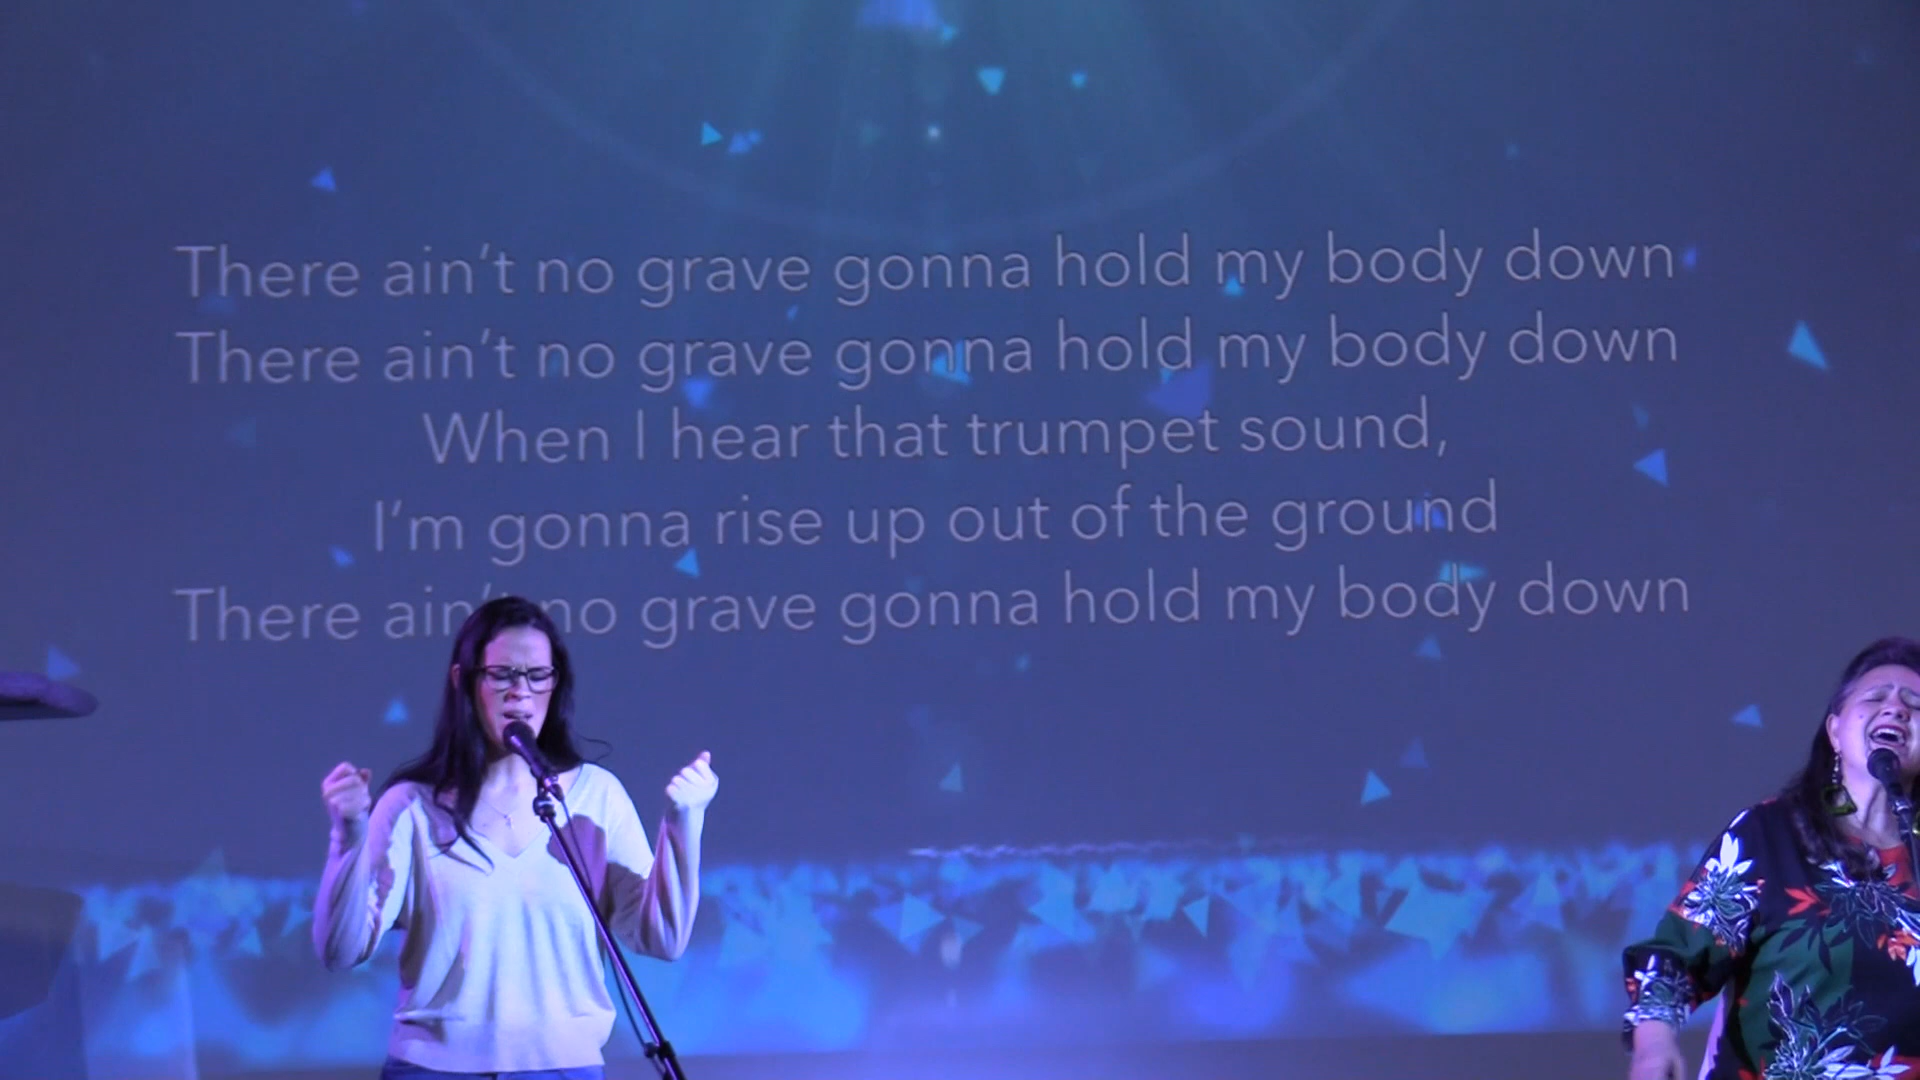 There ain't no grave gonna hold my body down
There ain't no grave gonna hold my body down
When I hear that trumpet sound,
I'm gonna rise up out of the ground
There ain't no grave gonna hold my body down